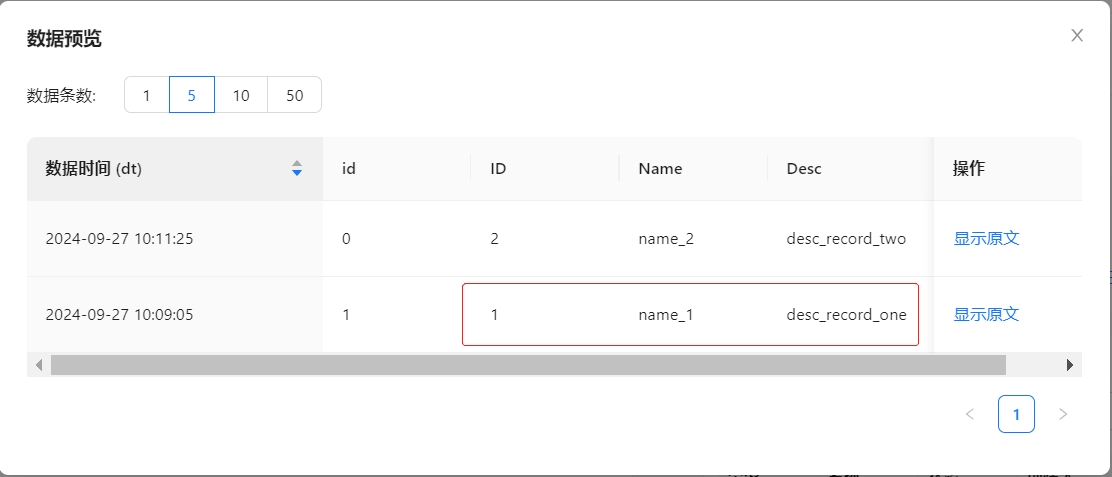 数据预览
数据条数: 1 5 10 50
数据时间 (dt) id ID Name Desc 操作
2024-09-27 10:11:25 0 2 name_2 desc_record_two 显示原文
2024-09-27 10:09:05 1 1 name_1 desc_record_one 显示原文
1